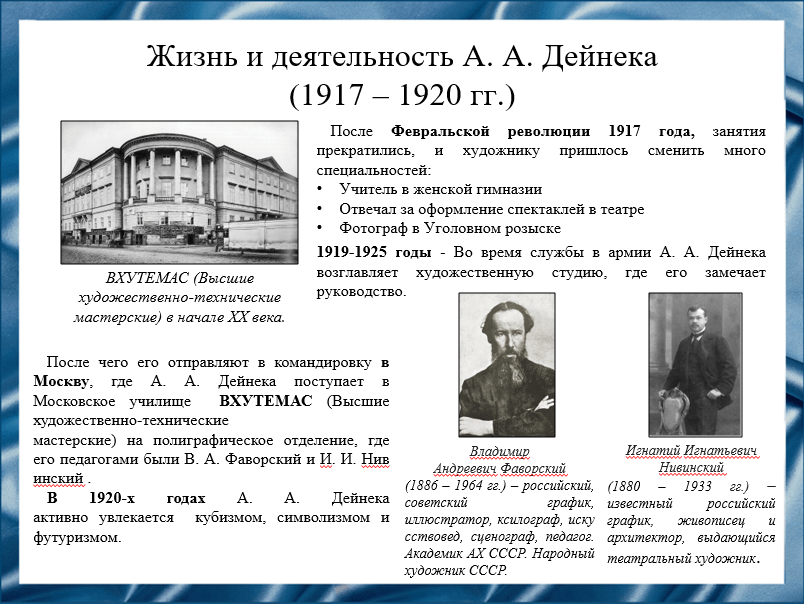 Жизнь и деятельность А. А. Дейнека
(1917 – 1920 гг.)
После Февральской революции 1917 года, занятия
прекратились, и художнику пришлось сменить много
специальностей:
• Учитель в женской гимназии
• Отвечал за оформление спектаклей в театре
• Фотограф в Уголовном розыске
1919-1925 годы - Во время службы в армии А. А. Дейнека
возглавляет художественную студию, где его замечает
руководство.
ВХУТЕМАС (Высшие
художественно-технические
мастерские) в начале XX века.
После чего его отправляют в командировку в
Москву, где А. А. Дейнека поступает в
Московское училище ВХУТЕМАС (Высшие
художественно-технические
мастерские) на полиграфическое отделение, где
его педагогами были В. А. Фаворский и И. И. Нив
инский .
В 1920-х годах А. А. Дейнека
активно увлекается кубизмом, символизмом и
футуризмом.
Владимир
Андреевич Фаворский
(1886 – 1964 гг.) – российский,
советский график,
иллюстратор, ксилограф, иску
сствовед, сценограф, педагог.
Академик АХ СССР. Народный
художник СССР.
Игнатий Игнатьевич
Нивинский
(1880 – 1933 гг.) –
известный российский
график, живописец и
архитектор, выдающийся
театральный художник.